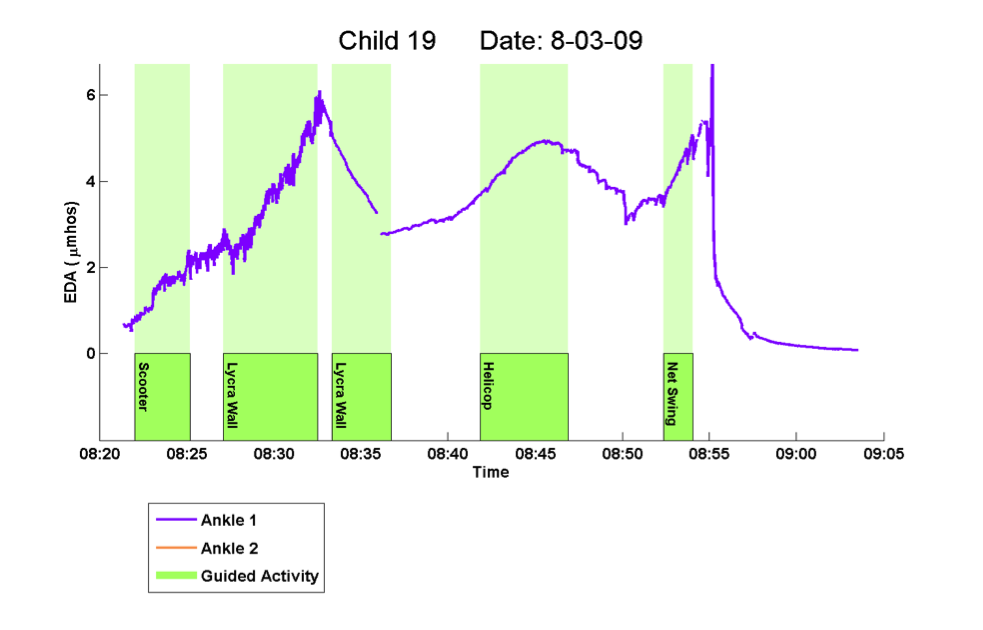 Child 19 Date: 8-03-09
EDA ( μmhos)
6
4
2
0
Scooter
Lycra Wall
Lycra Wall
Helicop
Net Swing
08:20 08:25 08:30 08:35 08:40 08:45 08:50 08:55 09:00 09:05
Time
Ankle 1
Ankle 2
Guided Activity